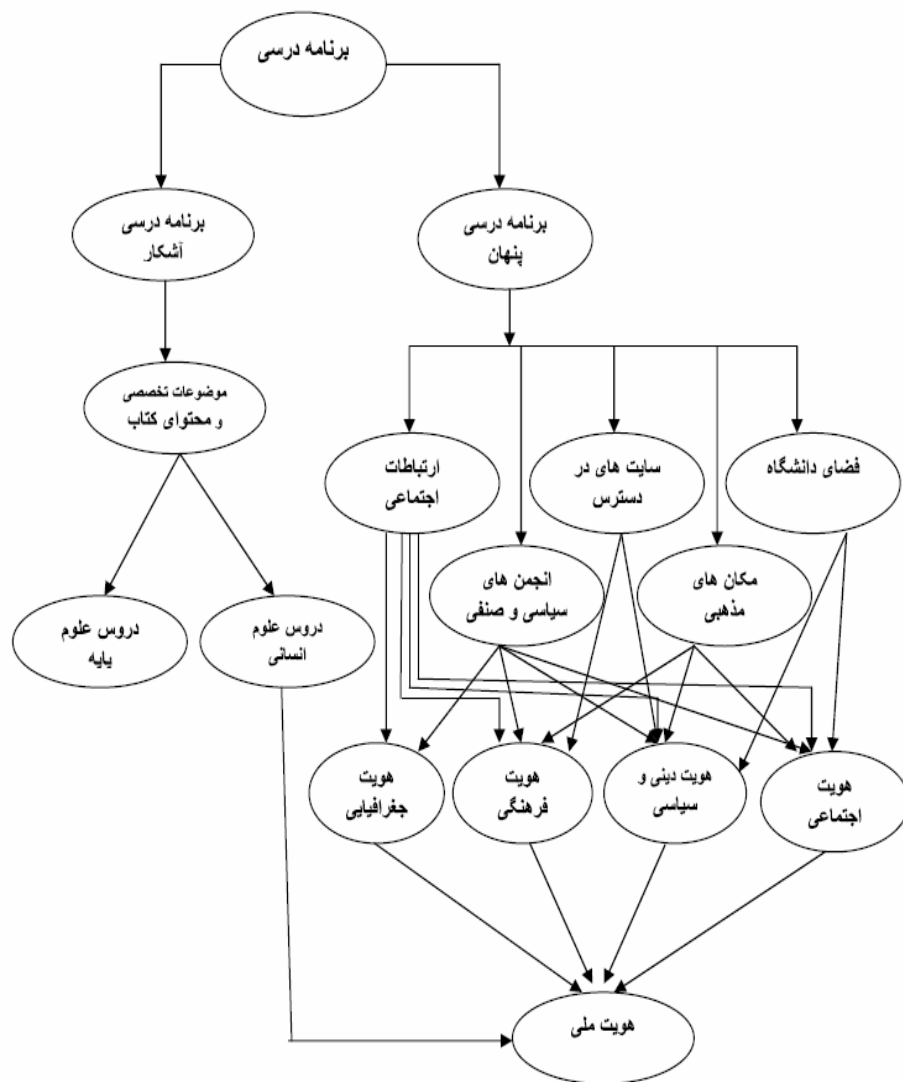 برنامه درسی
برنامه درسی
پنهان
برنامه درسی
آشکار
موضوعات تخصصی
و محتوای کتاب
فضای دانشگاه
سایت های در
دسترس
ارتباطات
اجتماعی
مکان های
مذهبی
انجمن های
سیاسی و صنفی
دروس علوم
انسانی
دروس علوم
پایه
هویت
اجتماعی
هویت دینی و
سیاسی
هویت
فرهنگی
هویت
جغرافیایی
هویت ملی